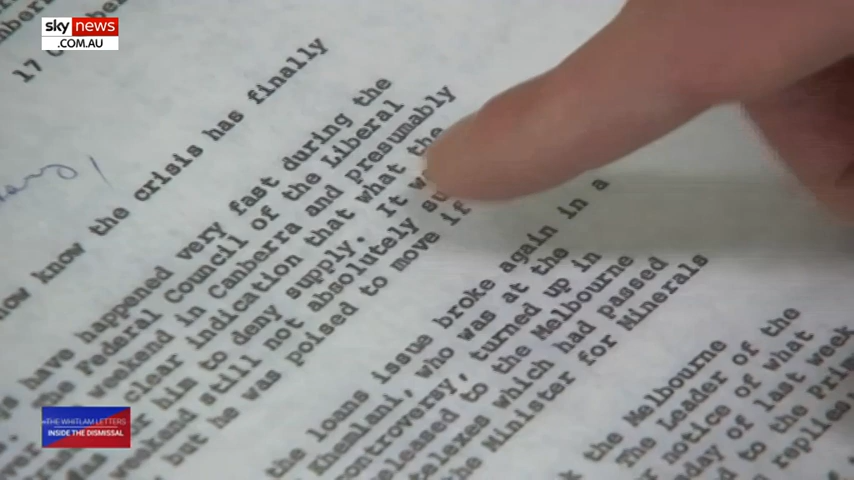 sky news
.COM.AU
17
now know the crisis has finally
have happened very fast during the
the Federal Council of the Liberal
weekend in Canberra and presumably
clear indication that what the
him to deny supply. It
weekend still not absolutely
but he was poised to move if
the loans issue broke again in a
Khemlani, who was at the
controversy, turned up in
released to the Melbourne
telexes which had passed
the Minister for Minerals
the Melbourne
The Leader of the
notice of what
of last week
to the
replies
THE WHITLAM LETTERS
INSIDE THE DISMISSAL